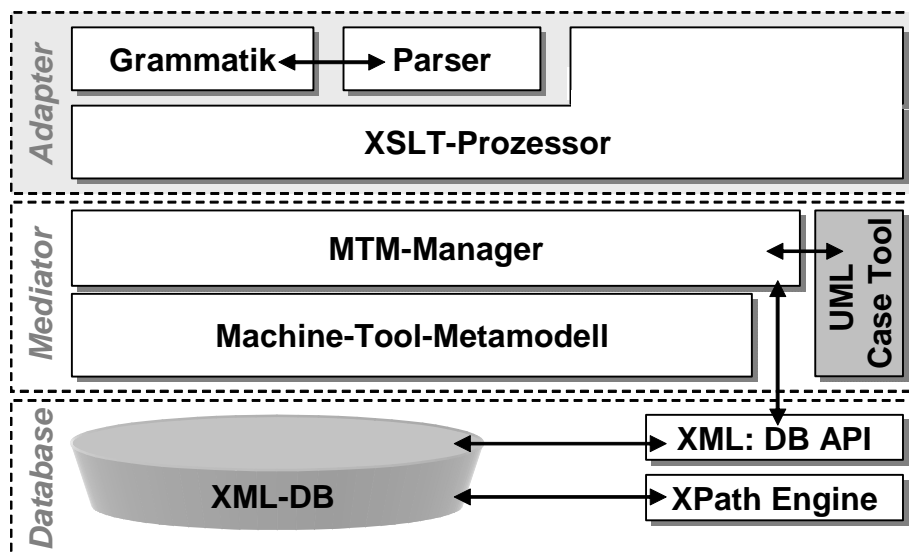 Adapter
Grammatik
Parser
XSLT-Prozessor
Mediator
MTM-Manager
UML
Case Tool
Machine-Tool-Metamodell
Database
XML-DB
XML: DB API
XPath Engine